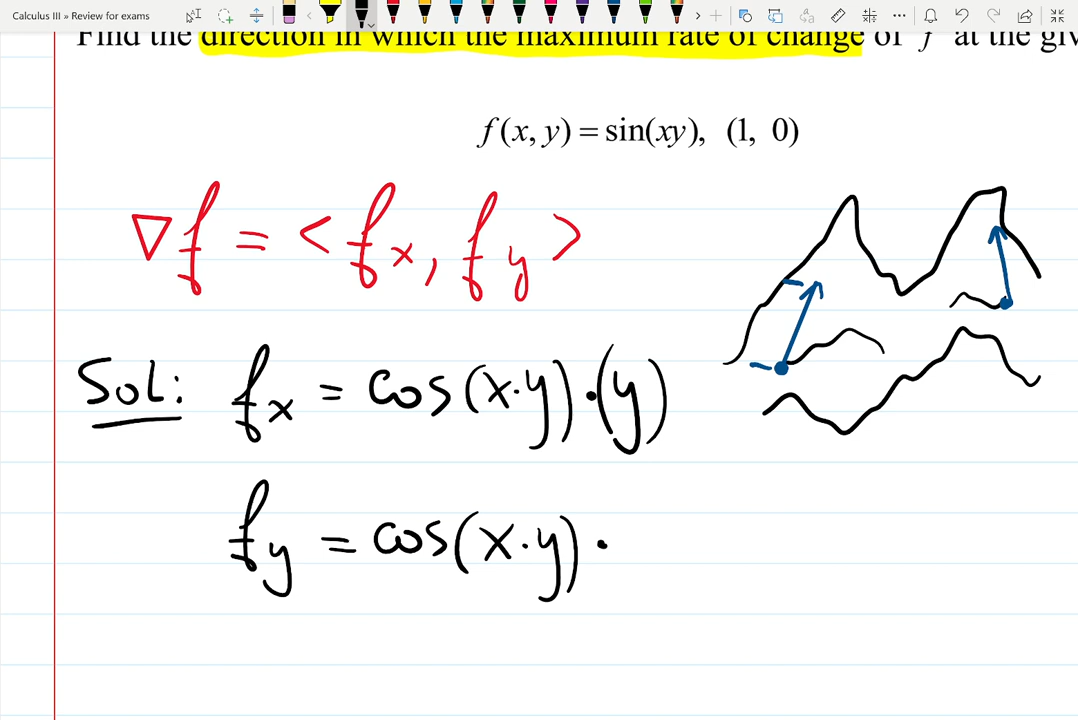 Calculus III » Review for exams
Find the direction in which the maximum rate of change of f at the giv
f(x, y) = sin(xy), (1, 0)
∇f = <fx, fy>
Sol: fx = cos(x·y)·(y)
fy = cos(x·y)·